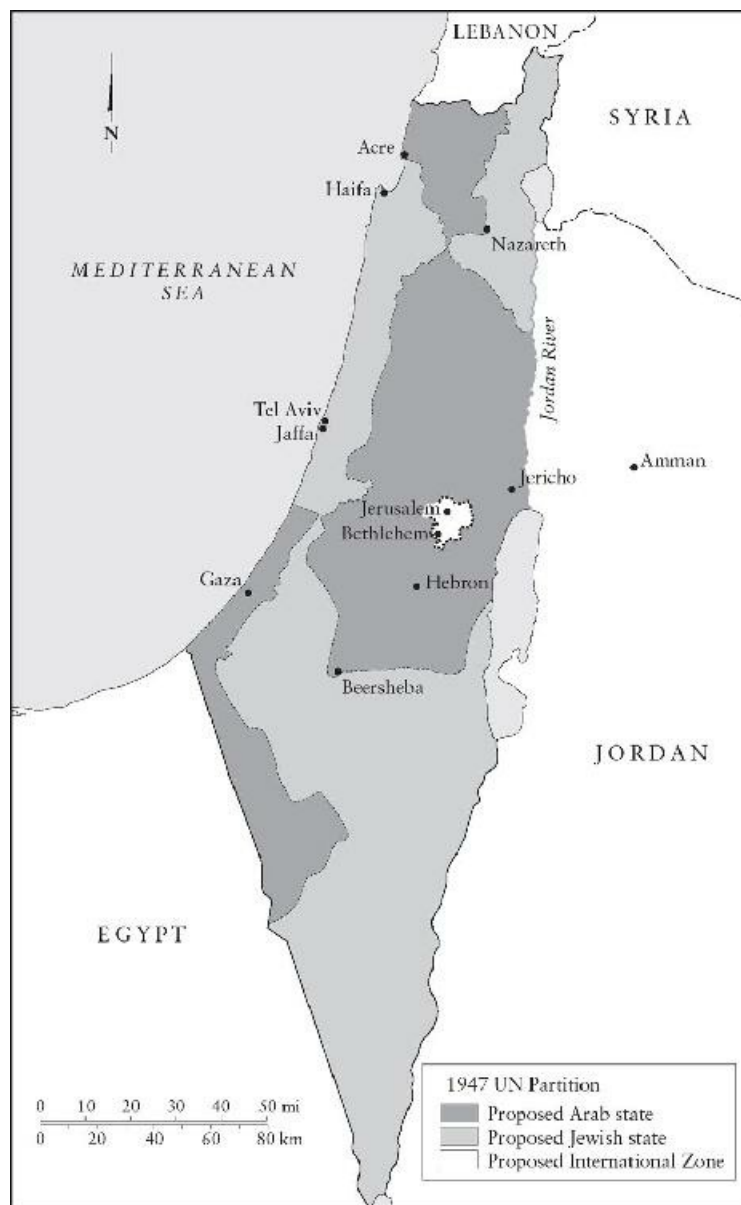 LEBANON
SYRIA
N
Acre
Haifa
Nazareth
MEDITERRANEAN
SEA
Jordan River
Tel Aviv
Jaffa
Amman
Jericho
Jerusalem
Bethlehem
Gaza
Hebron
Beersheba
JORDAN
EGYPT
0 10 20 30 40 50 mi
0 20 40 60 80 km
1947 UN Partition
Proposed Arab state
Proposed Jewish state
Proposed International Zone